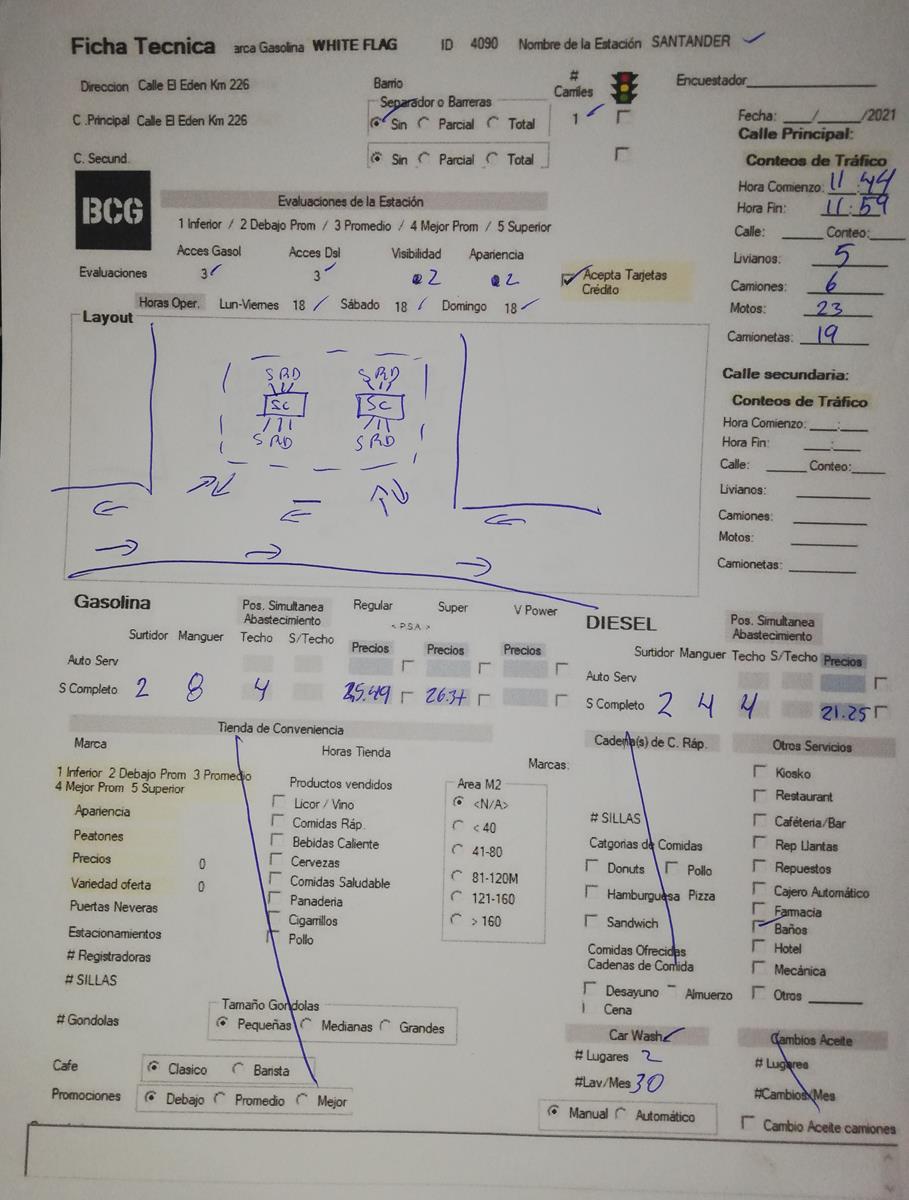 Ficha Tecnica arca Gasolina WHITE FLAG ID 4090 Nombre de la Estación SANTANDER
Direccion Calle El Eden Km 226 Barrio # Carriles Encuestador
Separador o Barreras
C .Principal Calle El Eden Km 226 Sin Parcial Total 1 Fecha: / /2021
Calle Principal:
C. Secund. Sin Parcial Total
Conteos de Tráfico
Hora Comienzo: 11:44
Hora Fin: 11:59
Calle: Conteo:
Livianos: 5
Camiones: 6
Motos: 23
Camionetas: 19
BCG
Evaluaciones de la Estación
1 Inferior / 2 Debajo Prom / 3 Promedio / 4 Mejor Prom / 5 Superior
Acces Gasol Acces Dsl Visibilidad Apariencia
Evaluaciones 3 3 2 2 Acepta Tarjetas
Crédito
Horas Oper. Lun-Viernes 18 Sábado 18 Domingo 18
Layout
SRD SRD
SC SC
SRD SRD
Calle secundaria:
Conteos de Tráfico
Hora Comienzo: :
Hora Fin: :
Calle: Conteo:
Livianos:
Camiones:
Motos:
Camionetas:
Gasolina Pos. Simultanea Regular Super V Power
Abastecimiento < P.S.A >
Surtidor Manguer Techo S/Techo Precios Precios Precios
Auto Serv
S Completo 2 8 4 25.49 26.37
DIESEL Pos. Simultanea
Abastecimiento
Surtidor Manguer Techo S/Techo Precios
Auto Serv
S Completo 2 4 4 21.25
Tienda de Conveniencia
Marca Horas Tienda Marcas:
1 Inferior 2 Debajo Prom 3 Promedio
4 Mejor Prom 5 Superior
Apariencia
Peatones
Precios 0
Variedad oferta 0
Puertas Neveras
Estacionamientos
# Registradoras
# SILLAS
# Gondolas
Productos vendidos
Licor / Vino
Comidas Ráp.
Bebidas Caliente
Cervezas
Comidas Saludable
Panaderia
Cigarrillos
Pollo
Area M2
<N/A>
< 40
41-80
81-120M
121-160
> 160
Tamaño Gondolas
Pequeñas Medianas Grandes
Cafe Clasico Barista
Promociones Debajo Promedio Mejor
Cadena(s) de C. Ráp.
# SILLAS
Catgorias de Comidas
Donuts Pollo
Hamburguesa Pizza
Sandwich
Comidas Ofrecidas
Cadenas de Comida
Desayuno Almuerzo
Cena
Otros Servicios
Kiosko
Restaurant
Caféteria/Bar
Rep Llantas
Repuestos
Cajero Automático
Farmacia
Baños
Hotel
Mecánica
Otros
Car Wash
# Lugares 2
#Lav/Mes 30
Manual Automático
Cambios Aceite
# Lugares
#Cambios/Mes
Cambio Aceite camiones